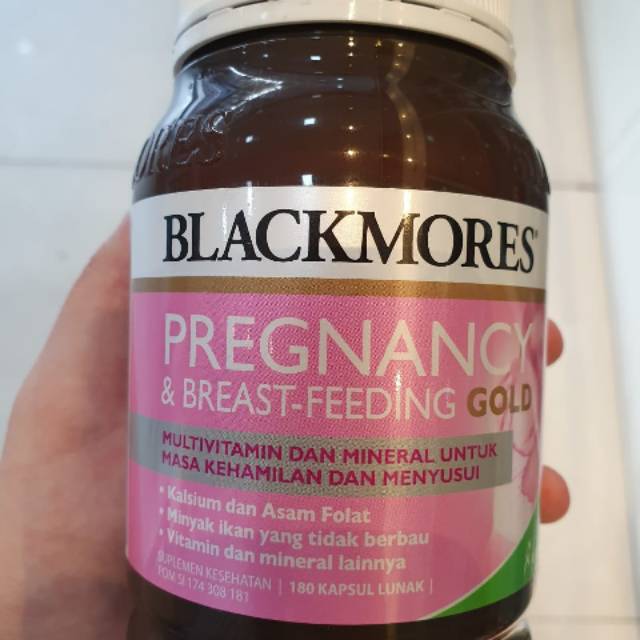 BLACKMORES®
PREGNANCY
& BREAST-FEEDING GOLD
MULTIVITAMIN DAN MINERAL UNTUK
MASA KEHAMILAN DAN MENYUSUI
• Kalsium dan Asam Folat
• Minyak ikan yang tidak berbau
• Vitamin dan mineral lainnya
SUPLEMEN KESEHATAN
POM SI 174 308 181
180 KAPSUL LUNAK